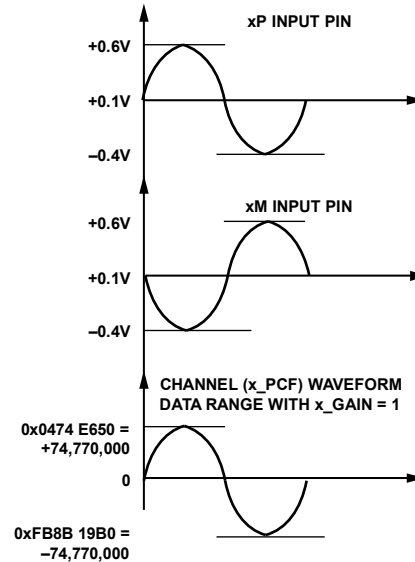 xP INPUT PIN
+0.6V
+0.1V
–0.4V
xM INPUT PIN
+0.6V
+0.1V
–0.4V
CHANNEL (x_PCF) WAVEFORM
DATA RANGE WITH x_GAIN = 1
0x0474 E650 =
+74,770,000
0
0xFB8B 19B0 =
–74,770,000